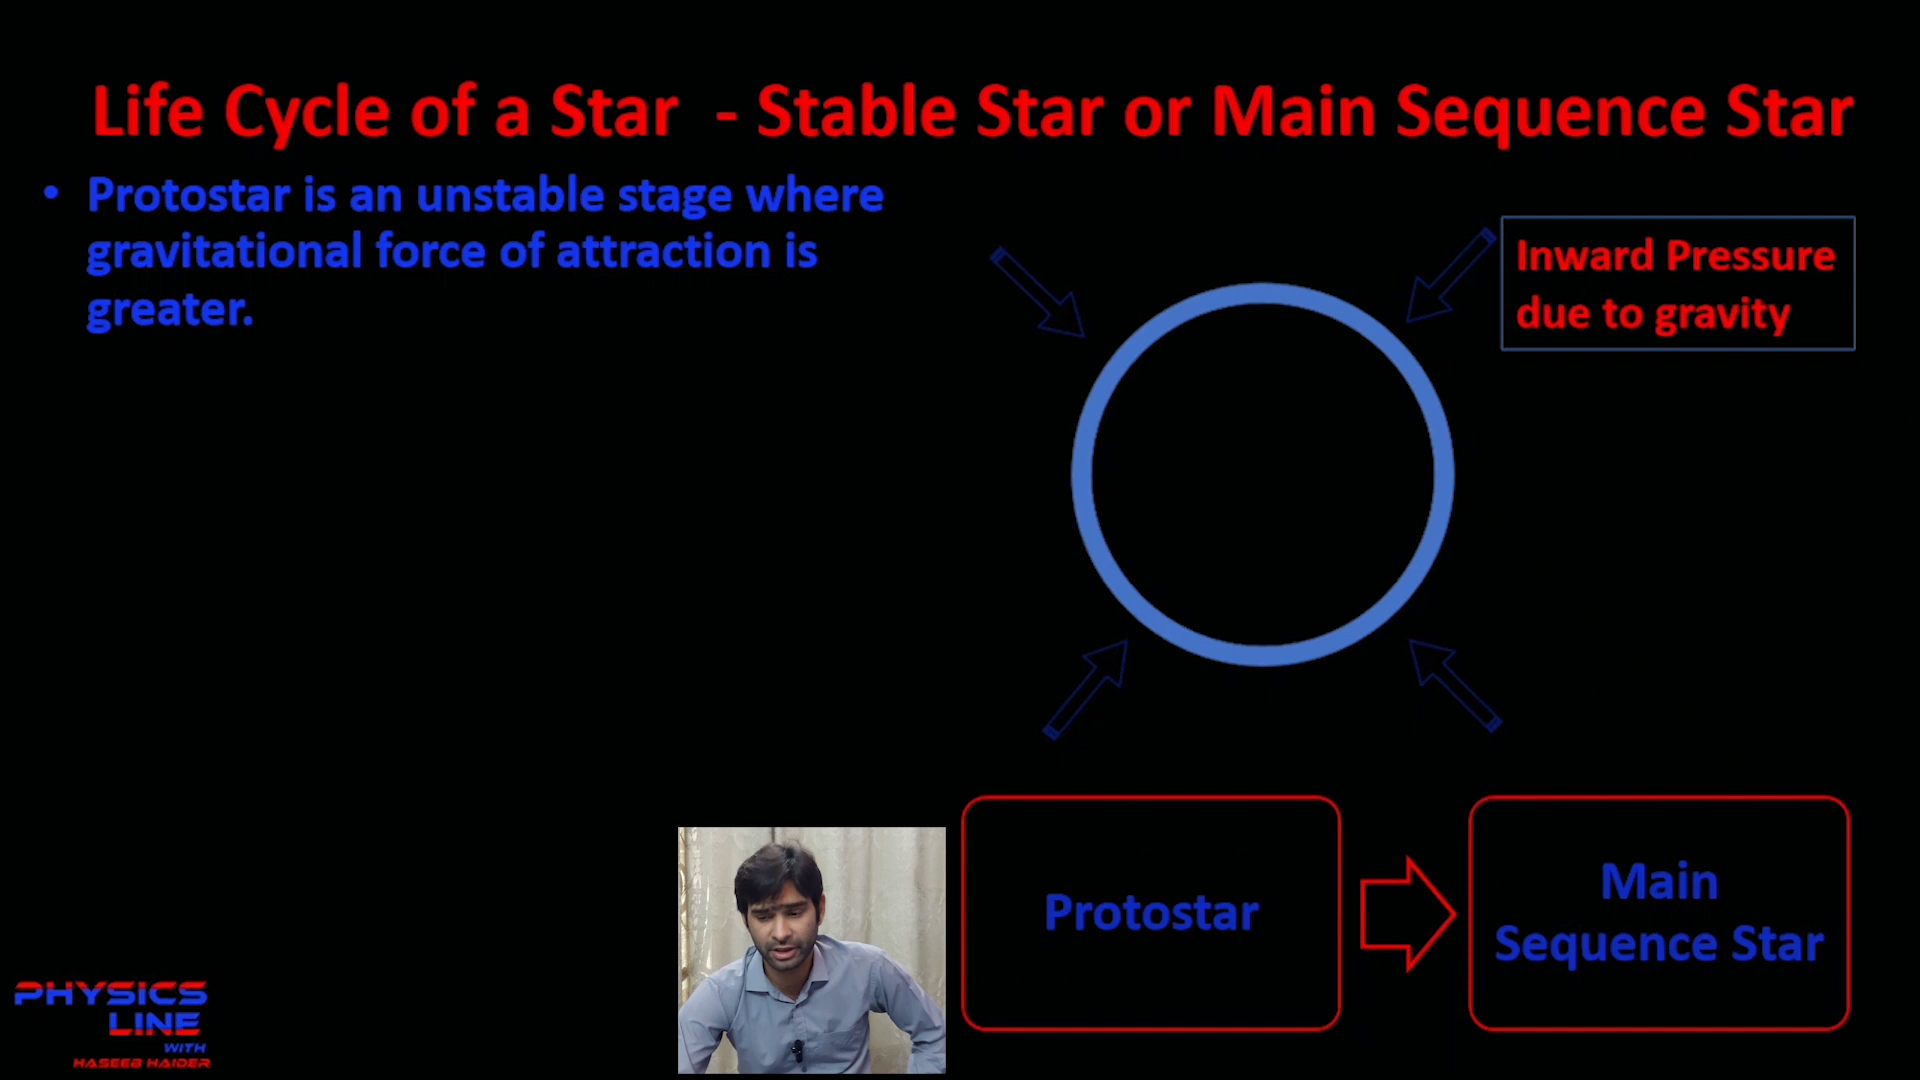 Life Cycle of a Star - Stable Star or Main Sequence Star
• Protostar is an unstable stage where
gravitational force of attraction is
greater.
Inward Pressure
due to gravity
Protostar
Main
Sequence Star
PHYSICS
LINE
WITH
HASEEB HAIDER